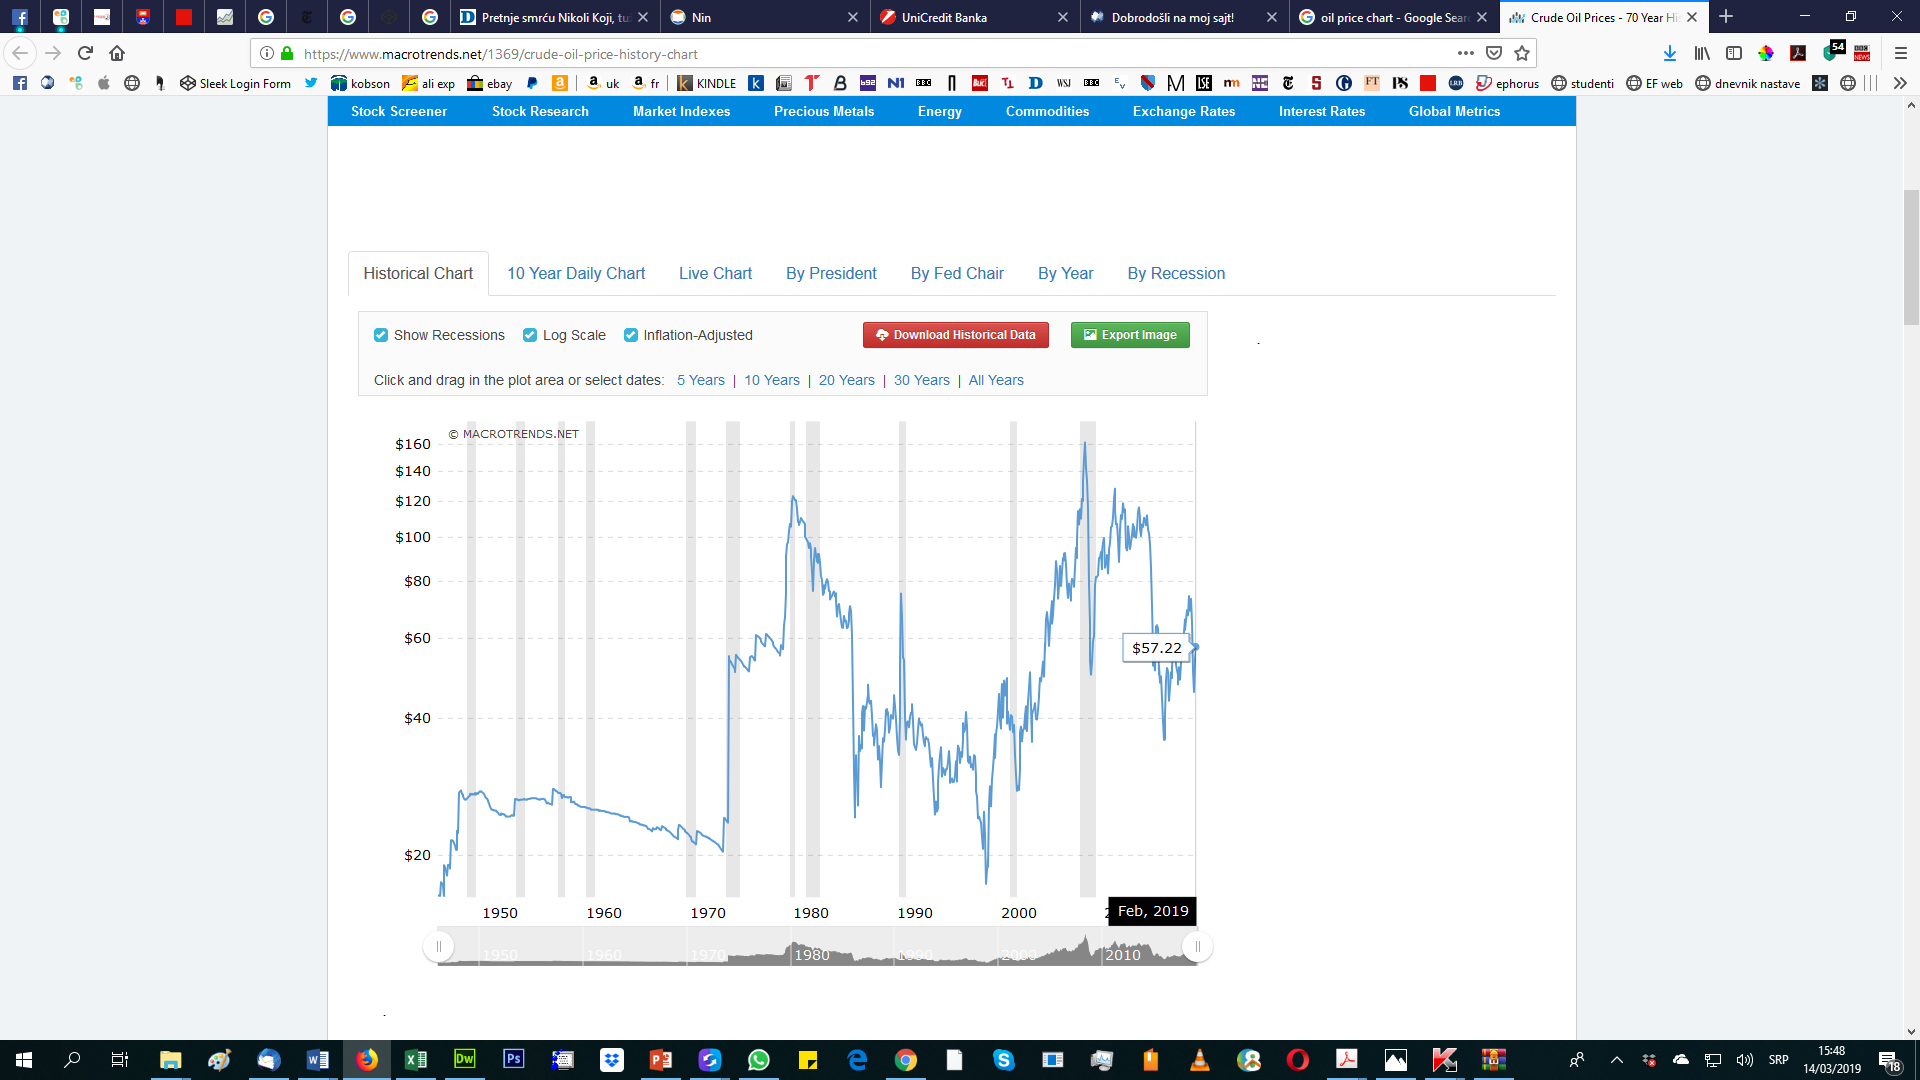 Pretnje smrću Nikoli Koji, tu
Nin
UniCredit Banka
Dobrodošli na moj sajt!
oil price chart - Google Sear
Crude Oil Prices - 70 Year Hi
https://www.macrotrends.net/1369/crude-oil-price-history-chart
54
Sleek Login Form
kobson
ali exp
ebay
uk
fr
KINDLE
ephorus
studenti
EF web
dnevnik nastave
Stock Screener
Stock Research
Market Indexes
Precious Metals
Energy
Commodities
Exchange Rates
Interest Rates
Global Metrics
Historical Chart
10 Year Daily Chart
Live Chart
By President
By Fed Chair
By Year
By Recession
Show Recessions
Log Scale
Inflation-Adjusted
Download Historical Data
Export Image
Click and drag in the plot area or select dates: 5 Years | 10 Years | 20 Years | 30 Years | All Years
© MACROTRENDS.NET
$160
$140
$120
$100
$80
$60
$57.22
$40
$20
1950
1960
1970
1980
1990
2000
Feb, 2019
1950
1960
1970
1980
1990
2000
2010
SRP
15:48
14/03/2019
18